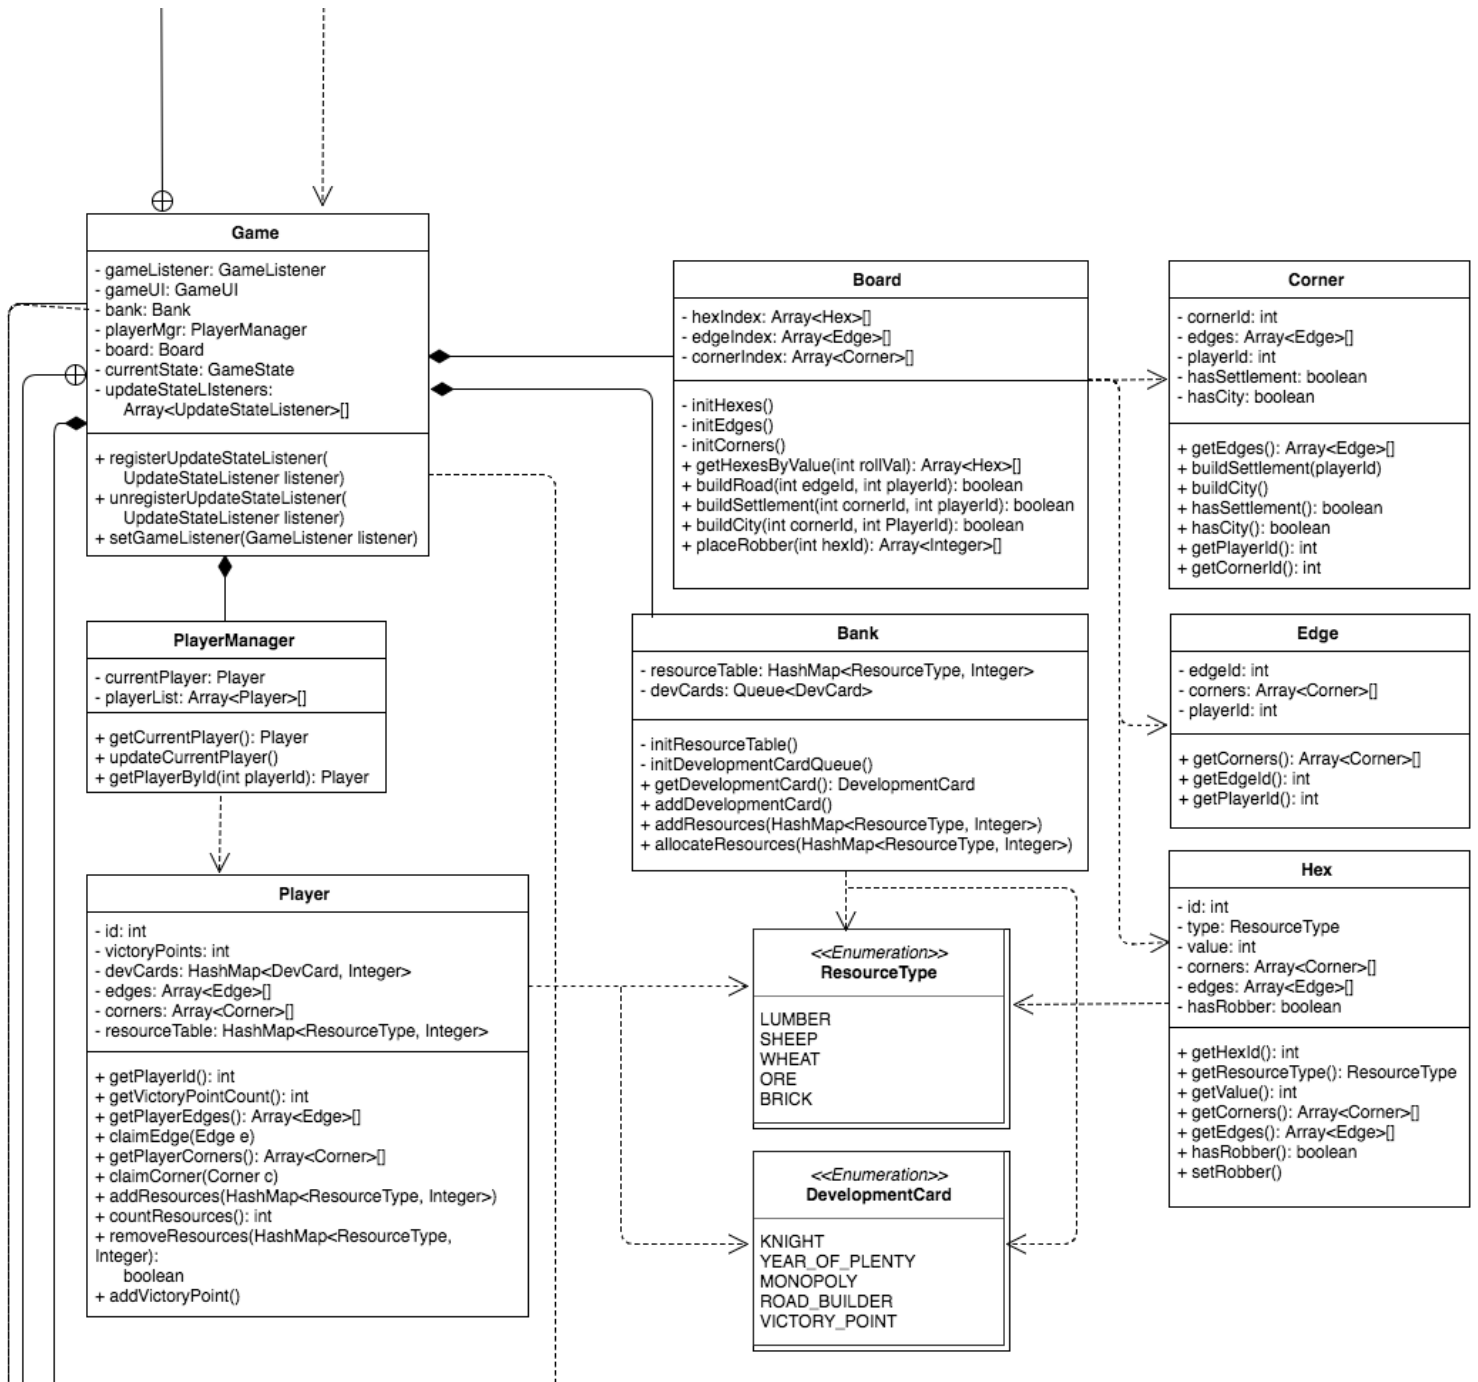 Game
- gameListener: GameListener
- gameUI: GameUI
- bank: Bank
- playerMgr: PlayerManager
- board: Board
- currentState: GameState
- updateStateLIsteners:
Array<UpdateStateListener>[]
+ registerUpdateStateListener(
UpdateStateListener listener)
+ unregisterUpdateStateListener(
UpdateStateListener listener)
+ setGameListener(GameListener listener)
Board
- hexIndex: Array<Hex>[]
- edgeIndex: Array<Edge>[]
- cornerIndex: Array<Corner>[]
- initHexes()
- initEdges()
- initCorners()
+ getHexesByValue(int rollVal): Array<Hex>[]
+ buildRoad(int edgeId, int playerId): boolean
+ buildSettlement(int cornerId, int playerId): boolean
+ buildCity(int cornerId, int PlayerId): boolean
+ placeRobber(int hexId): Array<Integer>[]
Corner
- cornerId: int
- edges: Array<Edge>[]
- playerId: int
- hasSettlement: boolean
- hasCity: boolean
+ getEdges(): Array<Edge>[]
+ buildSettlement(playerId)
+ buildCity()
+ hasSettlement(): boolean
+ hasCity(): boolean
+ getPlayerId(): int
+ getCornerId(): int
PlayerManager
- currentPlayer: Player
- playerList: Array<Player>[]
+ getCurrentPlayer(): Player
+ updateCurrentPlayer()
+ getPlayerById(int playerId): Player
Bank
- resourceTable: HashMap<ResourceType, Integer>
- devCards: Queue<DevCard>
- initResourceTable()
- initDevelopmentCardQueue()
+ getDevelopmentCard(): DevelopmentCard
+ addDevelopmentCard()
+ addResources(HashMap<ResourceType, Integer>)
+ allocateResources(HashMap<ResourceType, Integer>)
Edge
- edgeId: int
- corners: Array<Corner>[]
- playerId: int
+ getCorners(): Array<Corner>[]
+ getEdgeId(): int
+ getPlayerId(): int
Player
- id: int
- victoryPoints: int
- devCards: HashMap<DevCard, Integer>
- edges: Array<Edge>[]
- corners: Array<Corner>[]
- resourceTable: HashMap<ResourceType, Integer>
+ getPlayerId(): int
+ getVictoryPointCount(): int
+ getPlayerEdges(): Array<Edge>[]
+ claimEdge(Edge e)
+ getPlayerCorners(): Array<Corner>[]
+ claimCorner(Corner c)
+ addResources(HashMap<ResourceType, Integer>)
+ countResources(): int
+ removeResources(HashMap<ResourceType,
Integer):
boolean
+ addVictoryPoint()
<<Enumeration>>
ResourceType
LUMBER
SHEEP
WHEAT
ORE
BRICK
<<Enumeration>>
DevelopmentCard
KNIGHT
YEAR_OF_PLENTY
MONOPOLY
ROAD_BUILDER
VICTORY_POINT
Hex
- id: int
- type: ResourceType
- value: int
- corners: Array<Corner>[]
- edges: Array<Edge>[]
- hasRobber: boolean
+ getHexId(): int
+ getResourceType(): ResourceType
+ getValue(): int
+ getCorners(): Array<Corner>[]
+ getEdges(): Array<Edge>[]
+ hasRobber(): boolean
+ setRobber()